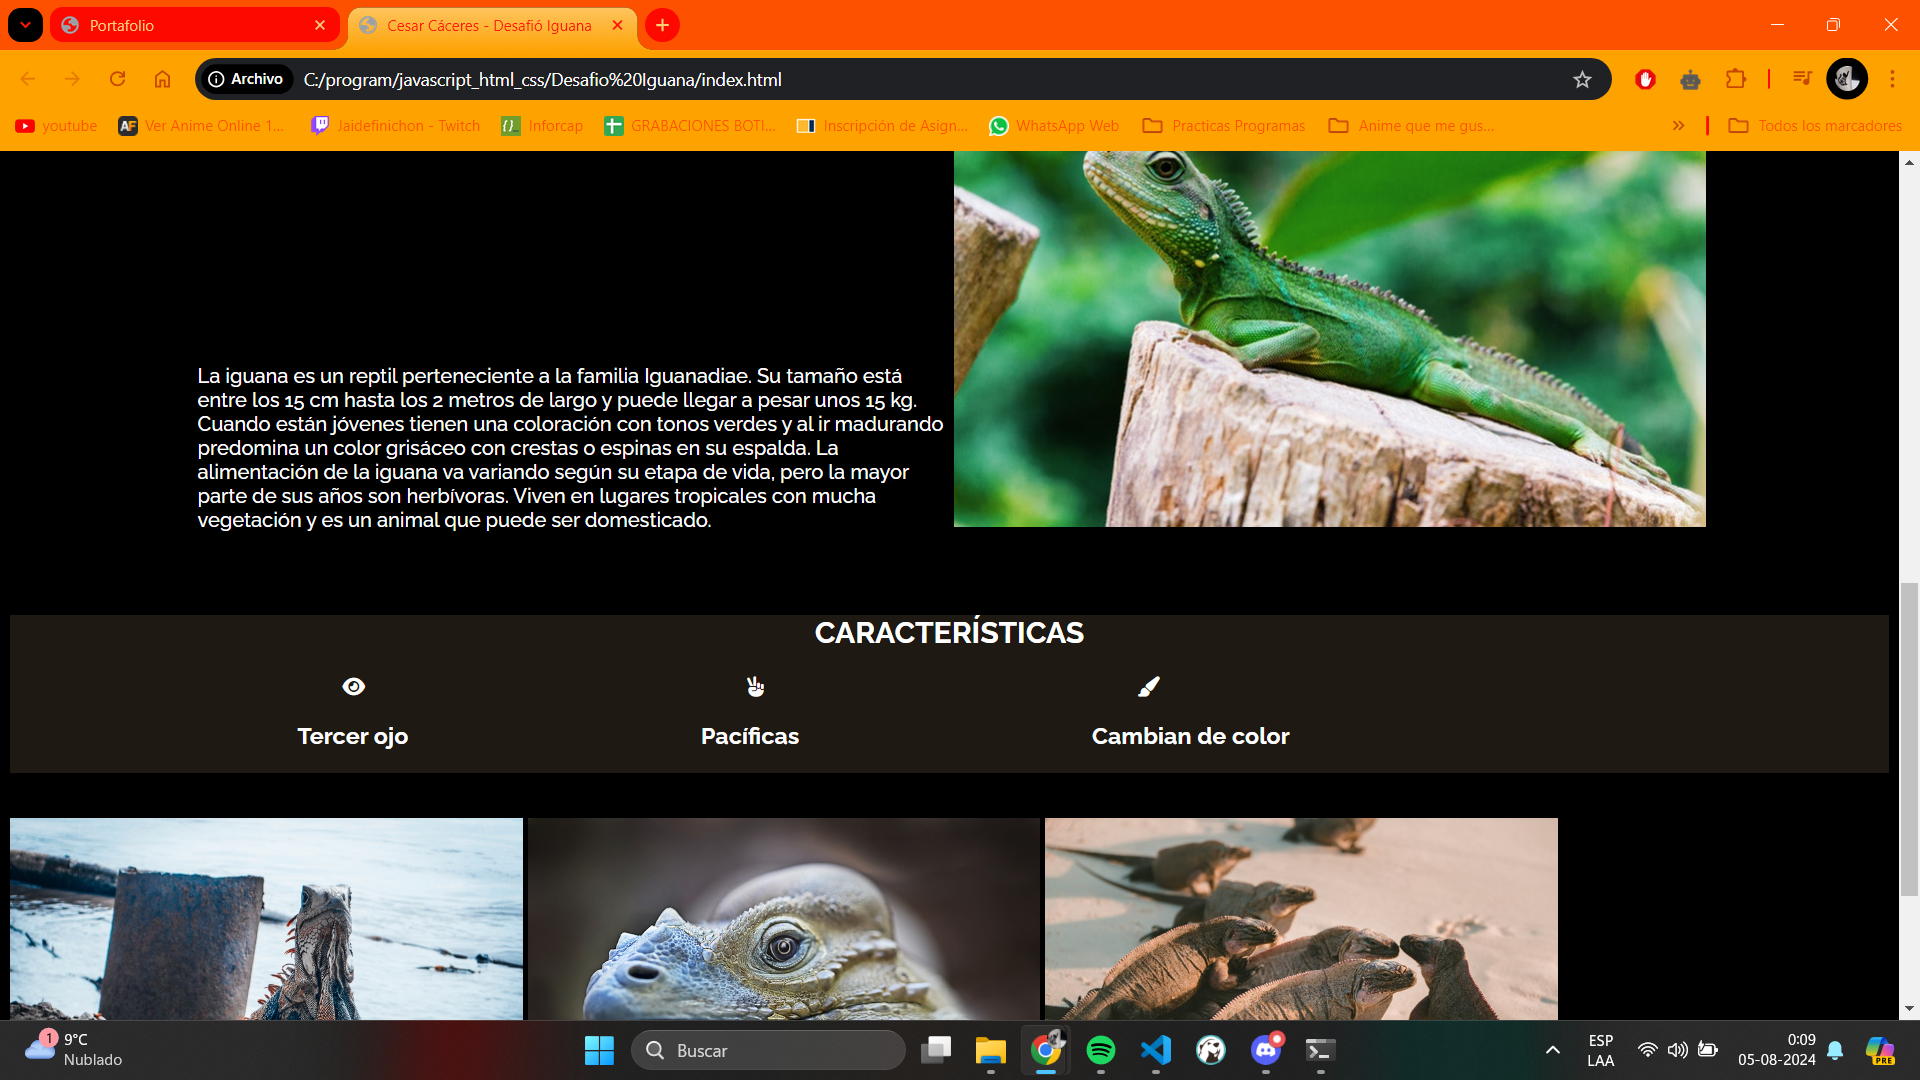 Portafolio
Cesar Cáceres - Desafió Iguana
Archivo
C:/program/javascript_html_css/Desafio%20Iguana/index.html
youtube
AF
Ver Anime Online 1...
Jaidefinichon - Twitch
Inforcap
GRABACIONES BOTI...
Inscripción de Asign...
WhatsApp Web
Practicas Programas
Anime que me gus...
Todos los marcadores
La iguana es un reptil perteneciente a la familia Iguanadiae. Su tamaño está
entre los 15 cm hasta los 2 metros de largo y puede llegar a pesar unos 15 kg.
Cuando están jóvenes tienen una coloración con tonos verdes y al ir madurando
predomina un color grisáceo con crestas o espinas en su espalda. La
alimentación de la iguana va variando según su etapa de vida, pero la mayor
parte de sus años son herbívoras. Viven en lugares tropicales con mucha
vegetación y es un animal que puede ser domesticado.
CARACTERÍSTICAS
Tercer ojo
Pacíficas
Cambian de color
1
9°C
Nublado
Buscar
ESP
LAA
0:09
05-08-2024
PRE